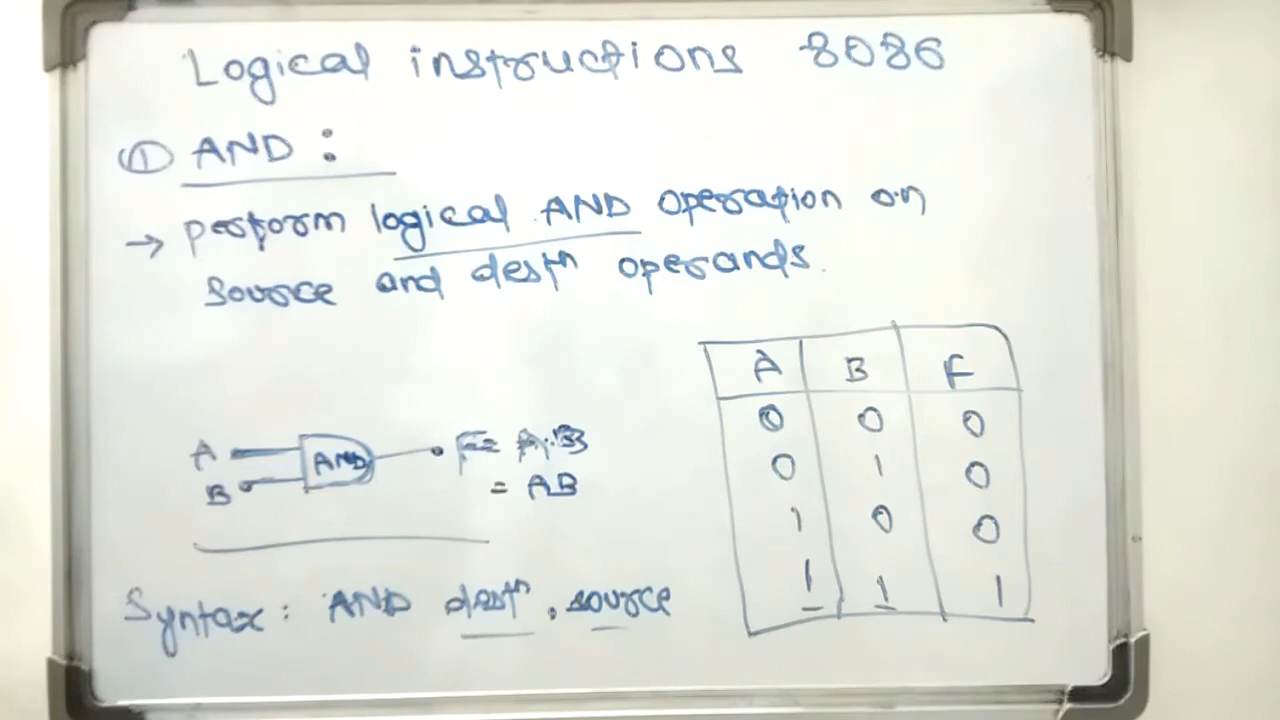 Logical instructions 8086
① AND :
→ perform logical AND operation on
source and destn operands.
A
B
AND
F = A.B
= AB
Syntax: AND destn, source
A B F
0 0 0
0 1 0
1 0 0
1 1 1